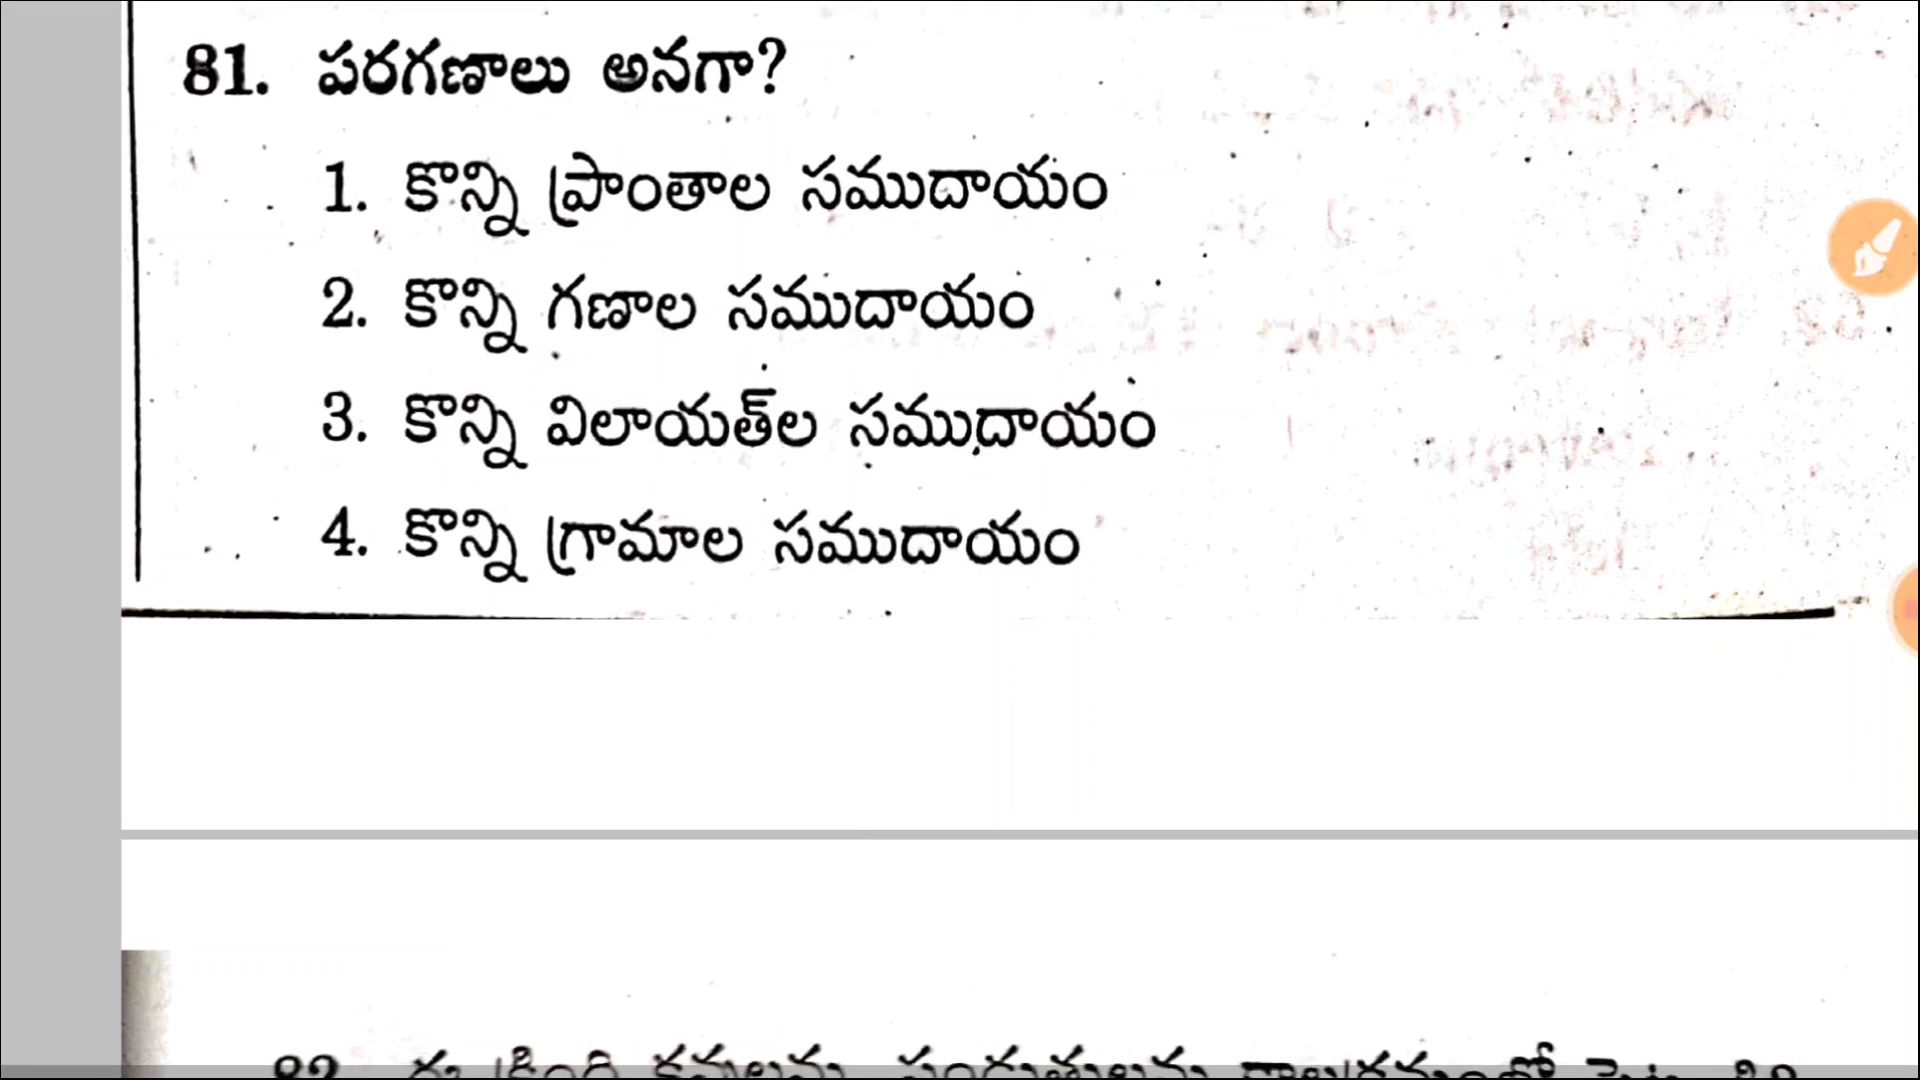 81. పరగణాలు అనగా?
1. కొన్ని ప్రాంతాల సముదాయం
2. కొన్ని గణాల సముదాయం
3. కొన్ని విలాయత్‌ల సముదాయం
4. కొన్ని గ్రామాల సముదాయం